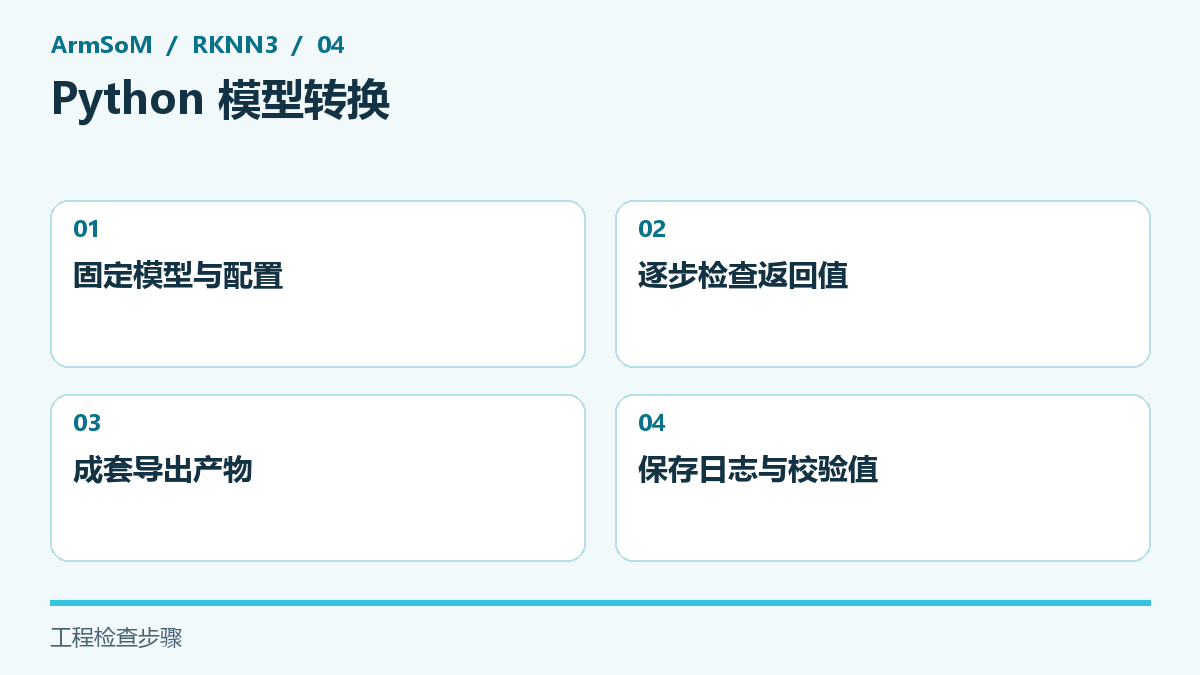 ArmSoM / RKNN3 / 04
Python 模型转换
01
固定模型与配置
02
逐步检查返回值
03
成套导出产物
04
保存日志与校验值
工程检查步骤